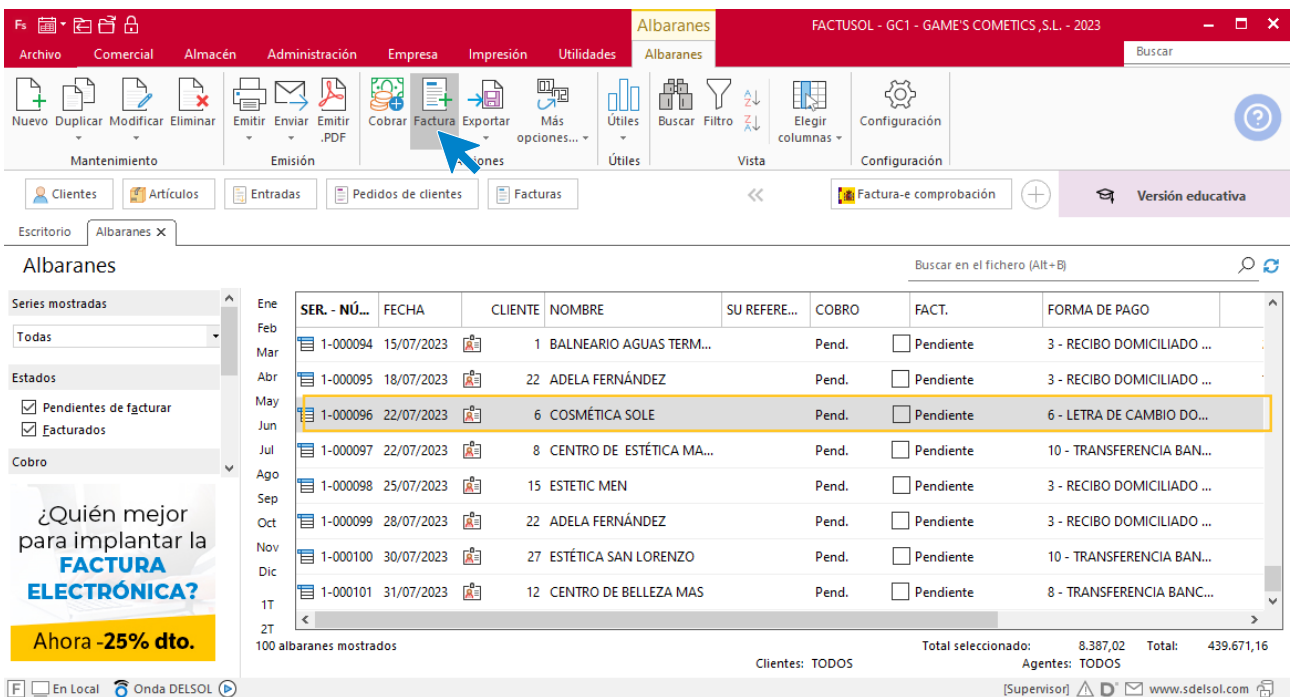 Fs
Albaranes
FACTUSOL - GC1 - GAME'S COMETICS ,S.L. - 2023
Archivo Comercial Almacén Administración Empresa Impresión Utilidades Albaranes Buscar
Nuevo Duplicar Modificar Eliminar Emitir Enviar Emitir .PDF Cobrar Factura Exportar Más opciones... Útiles Buscar Filtro Elegir columnas Configuración
Mantenimiento Emisión Útiles Vista Configuración
Clientes Artículos Entradas Pedidos de clientes Facturas Factura-e comprobación Versión educativa
Escritorio Albaranes X
Albaranes
Buscar en el fichero (Alt+B)
Series mostradas
Todas
Estados
Pendientes de facturar
Facturados
Cobro
¿Quién mejor
para implantar la
FACTURA
ELECTRÓNICA?
Ahora -25% dto.
Ene
Feb
Mar
Abr
May
Jun
Jul
Ago
Sep
Oct
Nov
Dic
1T
2T
SER. - NÚ... FECHA CLIENTE NOMBRE SU REFERE... COBRO FACT. FORMA DE PAGO
1-000094 15/07/2023 1 BALNEARIO AGUAS TERM... Pend. Pendiente 3 - RECIBO DOMICILIADO ...
1-000095 18/07/2023 22 ADELA FERNÁNDEZ Pend. Pendiente 3 - RECIBO DOMICILIADO ...
1-000096 22/07/2023 6 COSMÉTICA SOLE Pend. Pendiente 6 - LETRA DE CAMBIO DO...
1-000097 22/07/2023 8 CENTRO DE ESTÉTICA MA... Pend. Pendiente 10 - TRANSFERENCIA BAN...
1-000098 25/07/2023 15 ESTETIC MEN Pend. Pendiente 3 - RECIBO DOMICILIADO ...
1-000099 28/07/2023 22 ADELA FERNÁNDEZ Pend. Pendiente 3 - RECIBO DOMICILIADO ...
1-000100 30/07/2023 27 ESTÉTICA SAN LORENZO Pend. Pendiente 10 - TRANSFERENCIA BAN...
1-000101 31/07/2023 12 CENTRO DE BELLEZA MAS Pend. Pendiente 8 - TRANSFERENCIA BANC...
100 albaranes mostrados
Total seleccionado: 8.387,02 Total: 439.671,16
Clientes: TODOS Agentes: TODOS
F En Local Onda DELSOL [Supervisor] D www.sdelsol.com